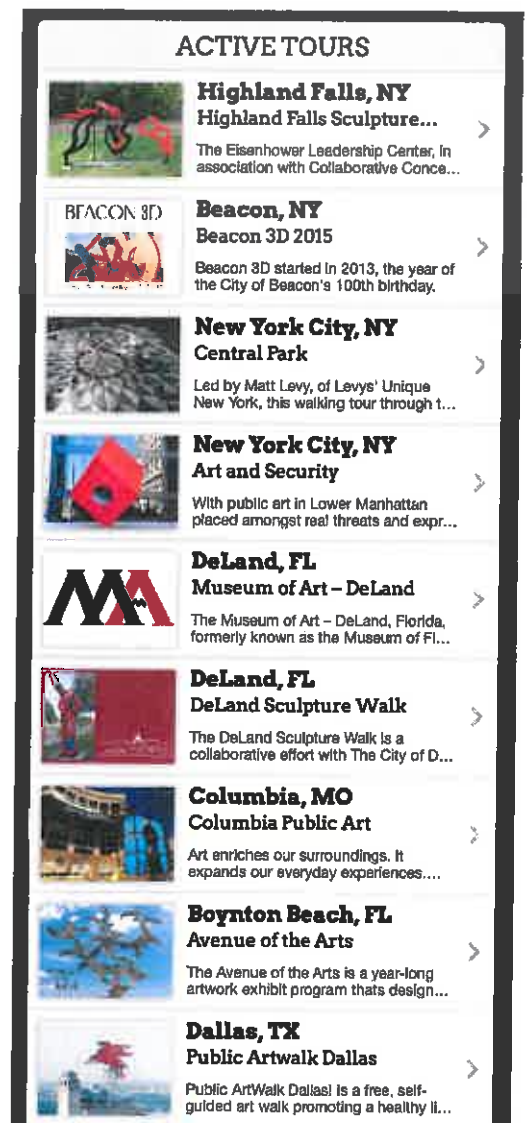 ACTIVE TOURS
Highland Falls, NY
Highland Falls Sculpture...
The Eisenhower Leadership Center, in
association with Collaborative Conce...
BEACON 3D
Beacon, NY
Beacon 3D 2015
Beacon 3D started in 2013, the year of
the City of Beacon's 100th birthday.
New York City, NY
Central Park
Led by Matt Levy, of Levys' Unique
New York, this walking tour through t...
New York City, NY
Art and Security
With public art in Lower Manhattan
placed amongst real threats and expr...
MA
DeLand, FL
Museum of Art – DeLand
The Museum of Art – DeLand, Florida,
formerly known as the Museum of Fl...
DeLand, FL
DeLand Sculpture Walk
The DeLand Sculpture Walk is a
collaborative effort with The City of D...
Columbia, MO
Columbia Public Art
Art enriches our surroundings. It
expands our everyday experiences....
Boynton Beach, FL
Avenue of the Arts
The Avenue of the Arts is a year-long
artwork exhibit program thats design...
Dallas, TX
Public Artwalk Dallas
Public ArtWalk Dallas! is a free, self-
guided art walk promoting a healthy li...